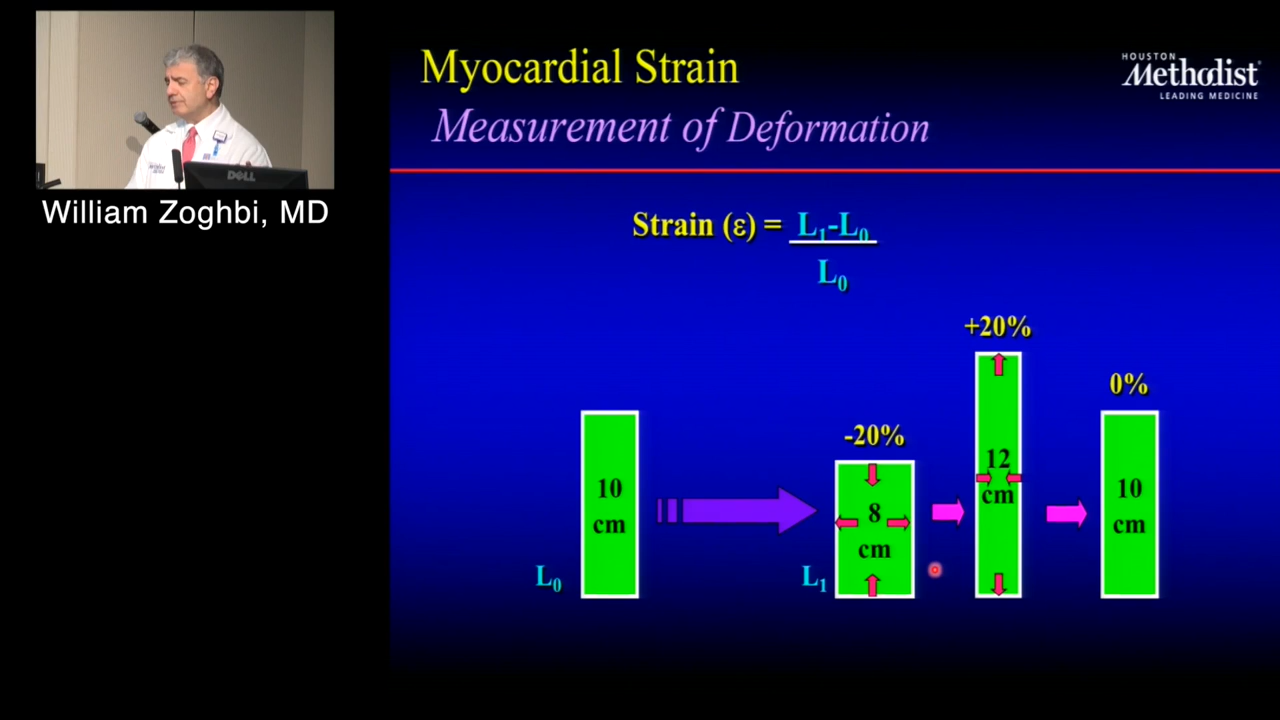 William Zoghbi, MD
DELL
Myocardial Strain
Measurement of Deformation
HOUSTON
Methodist
LEADING MEDICINE
Strain (ε) = L₁-L₀
L₀
10
cm
L₀
-20%
8
cm
L₁
+20%
12
cm
0%
10
cm